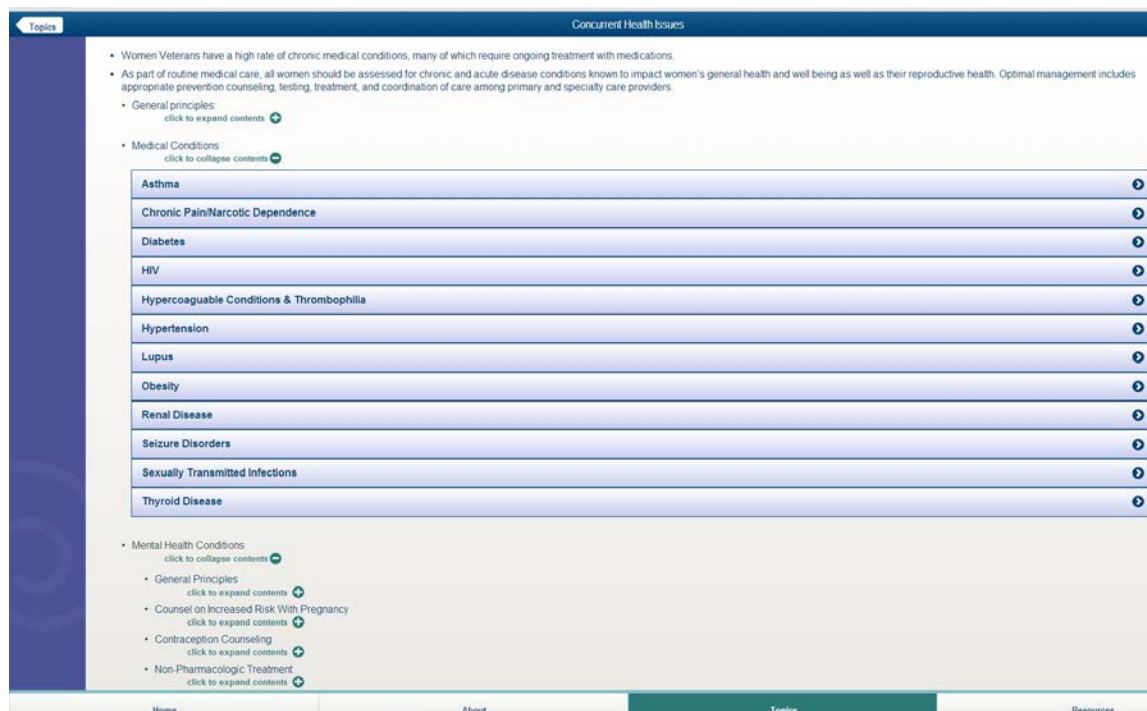 Topics
Concurrent Health Issues
• Women Veterans have a high rate of chronic medical conditions, many of which require ongoing treatment with medications.
• As part of routine medical care, all women should be assessed for chronic and acute disease conditions known to impact women's general health and well being as well as their reproductive health. Optimal management includes
appropriate prevention counseling, testing, treatment, and coordination of care among primary and specialty care providers.
• General principles:
click to expand contents
• Medical Conditions
click to collapse contents
Asthma
Chronic Pain/Narcotic Dependence
Diabetes
HIV
Hypercoaguable Conditions & Thrombophilia
Hypertension
Lupus
Obesity
Renal Disease
Seizure Disorders
Sexually Transmitted Infections
Thyroid Disease
• Mental Health Conditions
click to collapse contents
• General Principles
click to expand contents
• Counsel on Increased Risk With Pregnancy
click to expand contents
• Contraception Counseling
click to expand contents
• Non-Pharmacologic Treatment
click to expand contents
Home About Topics Resources